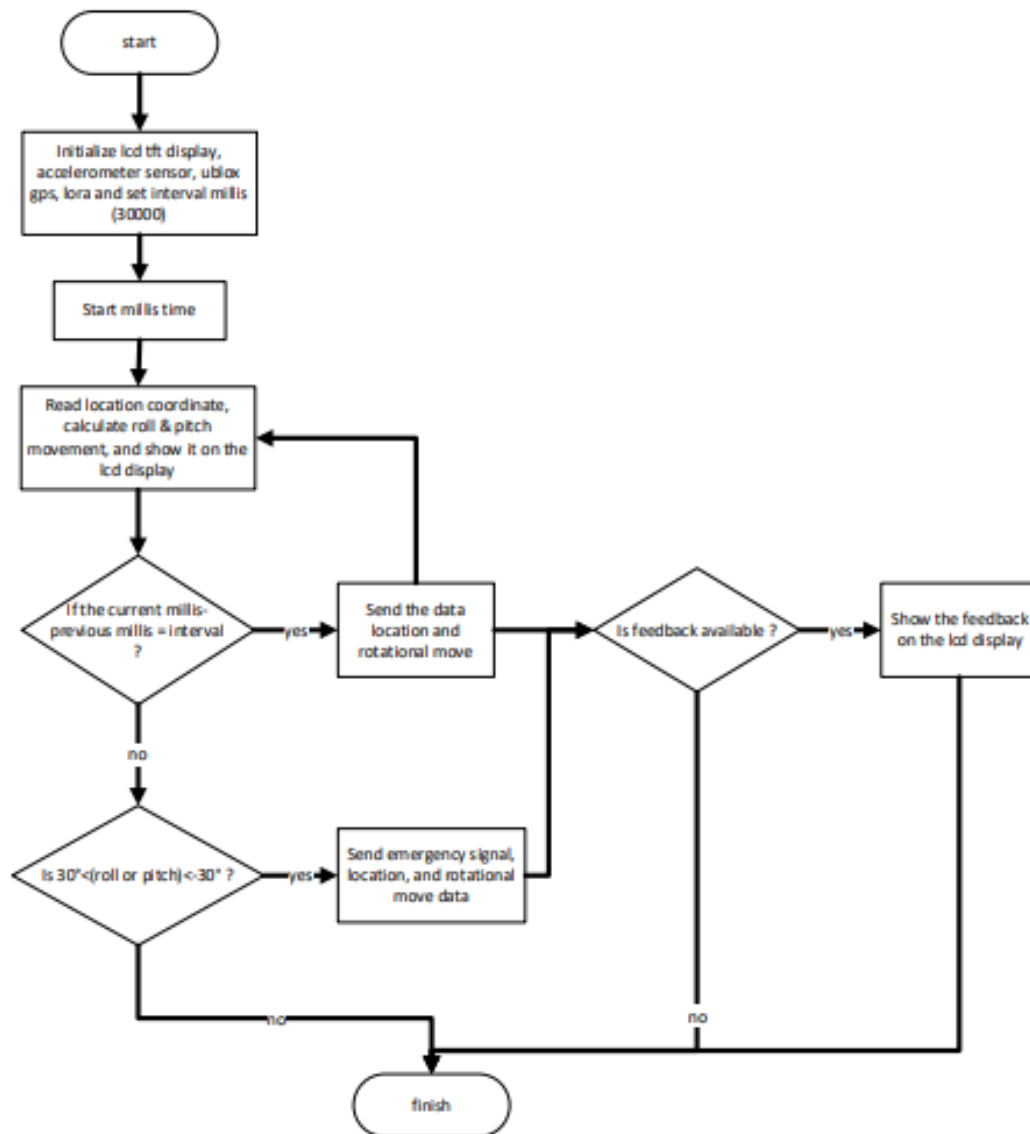 start
Initialize lcd tft display,
accelerometer sensor, ublox
gps, lora and set interval millis
(30000)
Start millis time
Read location coordinate,
calculate roll & pitch
movement, and show it on the
lcd display
If the current millis-
previous millis = interval
?
yes
Send the data
location and
rotational move
Is feedback available ?
yes
Show the feedback
on the lcd display
no
Is 30°<(roll or pitch)<-30° ?
yes
Send emergency signal,
location, and rotational
move data
no
no
finish